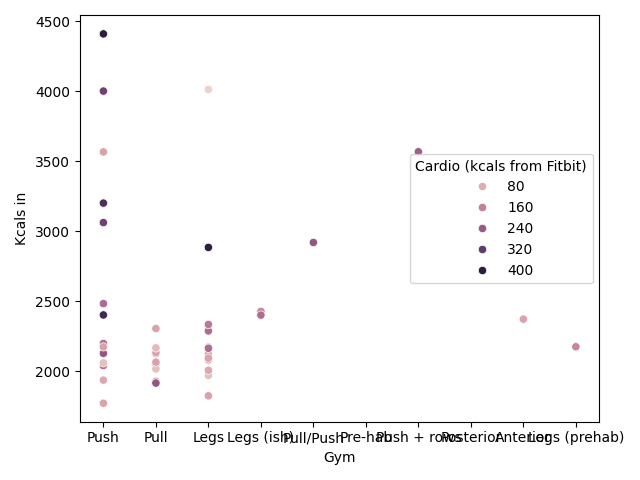 4500
4000
3500
3000
2500
2000
Kcals in
Cardio (kcals from Fitbit)
80
160
240
320
400
Push Pull Legs Legs (ish) Pull/Push Pre-hab Push + rows Posterior Anterior Legs (prehab)
Gym